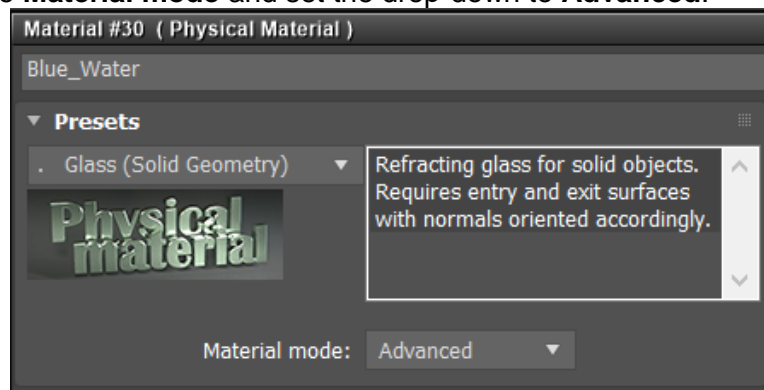 Material mode and set the drop-down to Advanced.
Material #30 ( Physical Material )
Blue_Water
Presets
. Glass (Solid Geometry)
Refracting glass for solid objects.
Requires entry and exit surfaces
with normals oriented accordingly.
Physical
material
Material mode: Advanced